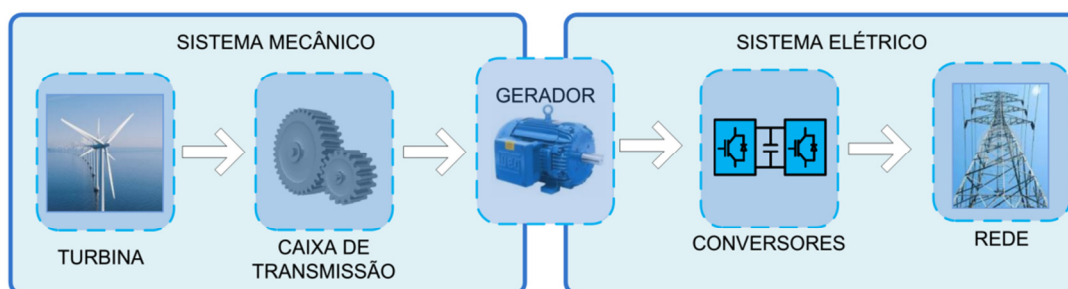 SISTEMA MECÂNICO
SISTEMA ELÉTRICO
GERADOR
TURBINA
CAIXA DE
TRANSMISSÃO
CONVERSORES
REDE